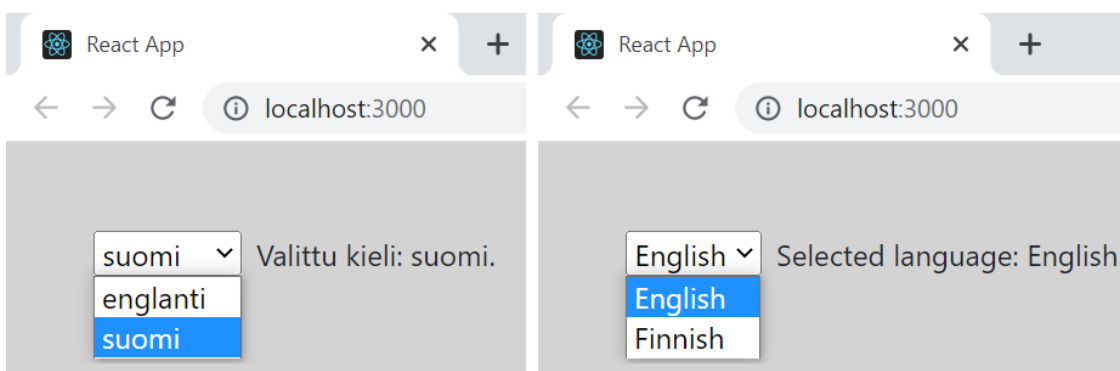 React App
localhost:3000
suomi Valittu kieli: suomi.
englanti
suomi
React App
localhost:3000
English Selected language: English
English
Finnish